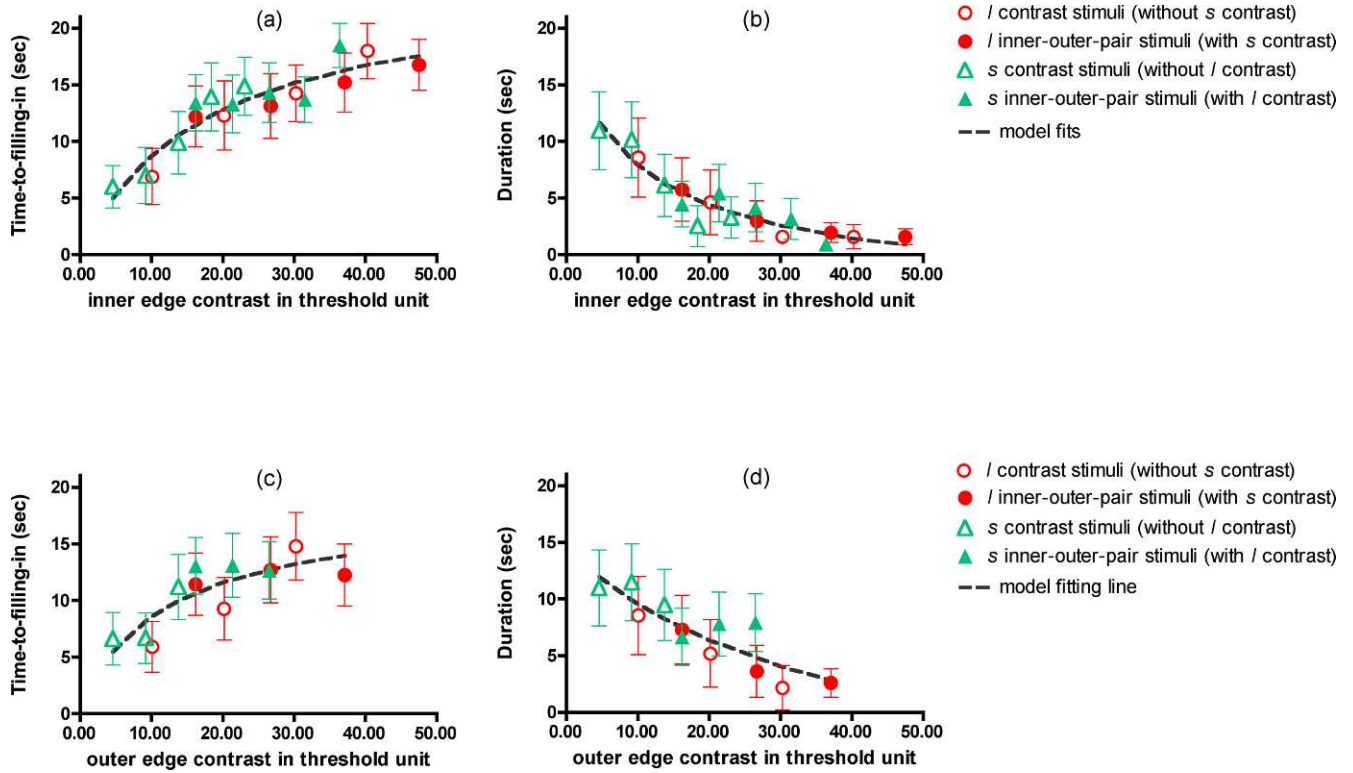 (a)
Time-to-filling-in (sec)
20
15
10
5
0
0.00 10.00 20.00 30.00 40.00 50.00
inner edge contrast in threshold unit
(b)
Duration (sec)
20
15
10
5
0
0.00 10.00 20.00 30.00 40.00 50.00
inner edge contrast in threshold unit
l contrast stimuli (without s contrast)
l inner-outer-pair stimuli (with s contrast)
s contrast stimuli (without l contrast)
s inner-outer-pair stimuli (with l contrast)
model fits
(c)
Time-to-filling-in (sec)
20
15
10
5
0
0.00 10.00 20.00 30.00 40.00 50.00
outer edge contrast in threshold unit
(d)
Duration (sec)
20
15
10
5
0
0.00 10.00 20.00 30.00 40.00 50.00
outer edge contrast in threshold unit
l contrast stimuli (without s contrast)
l inner-outer-pair stimuli (with s contrast)
s contrast stimuli (without l contrast)
s inner-outer-pair stimuli (with l contrast)
model fitting line